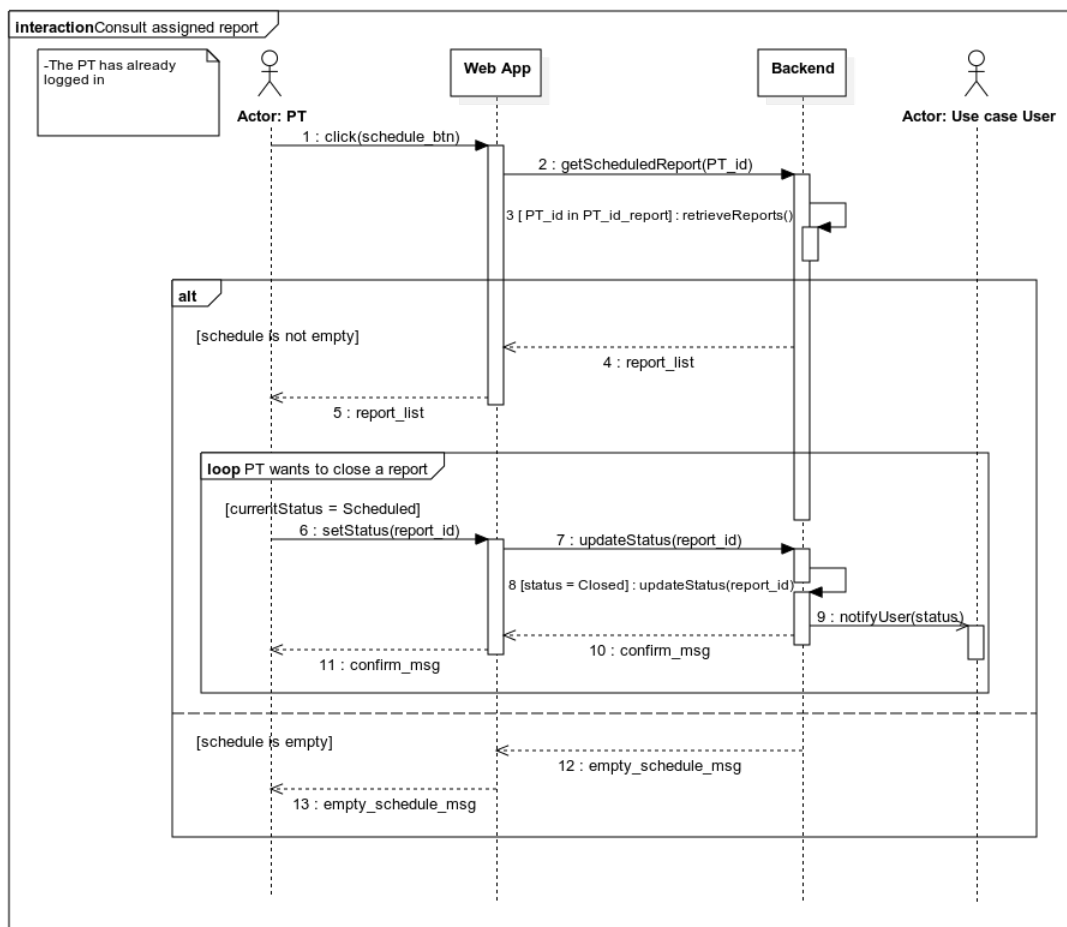 interactionConsult assigned report
-The PT has already
logged in
Actor: PT
Web App
Backend
Actor: Use case User
1 : click(schedule_btn)
2 : getScheduledReport(PT_id)
3 [ PT_id in PT_id_report] : retrieveReports()
alt
[schedule is not empty]
4 : report_list
5 : report_list
loop PT wants to close a report
[currentStatus = Scheduled]
6 : setStatus(report_id)
7 : updateStatus(report_id)
8 [status = Closed] : updateStatus(report_id)
9 : notifyUser(status)
10 : confirm_msg
11 : confirm_msg
[schedule is empty]
12 : empty_schedule_msg
13 : empty_schedule_msg